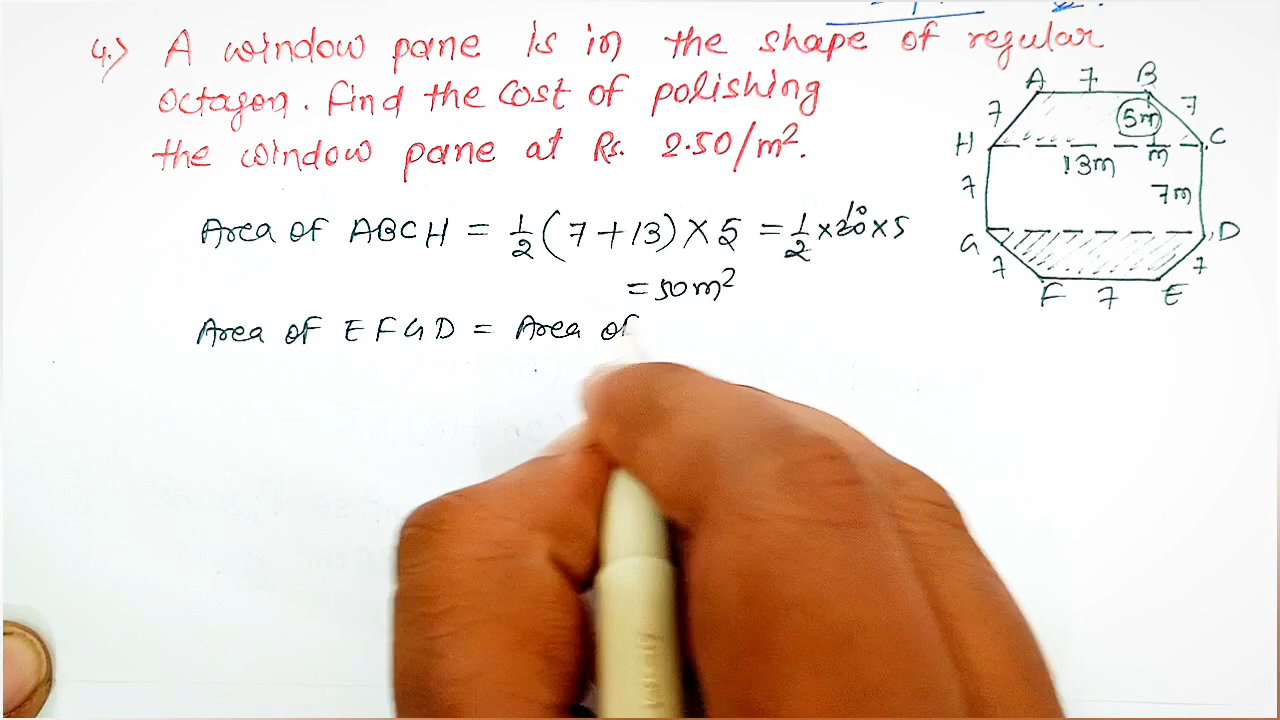 4.) A window pane is in the shape of regular
octagon. Find the cost of polishing
the window pane at Rs. 2.50/m².
A 7 B
7 5m 7
H C
13m m
7 7m
G D
7 7
F 7 E
Area of ABCH = 1/2 (7+13) × 5 = 1/2 × 20 10 × 5
= 50m²
Area of EFGD = Area of